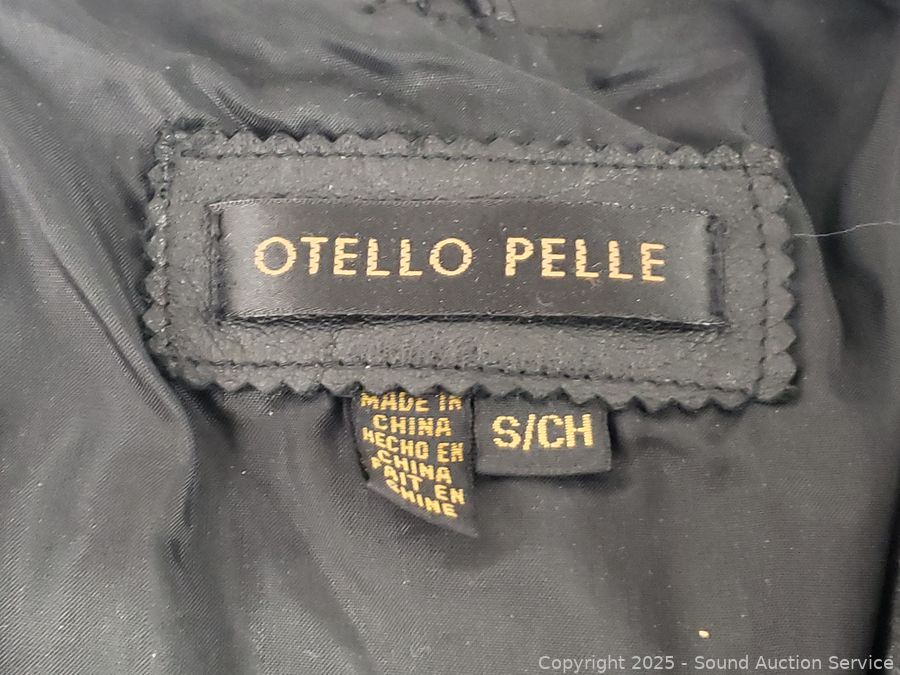 OTELLO PELLE
MADE IN
CHINA
HECHO EN
CHINA
FAIT EN
CHINE
S/CH
Copyright 2025 - Sound Auction Service